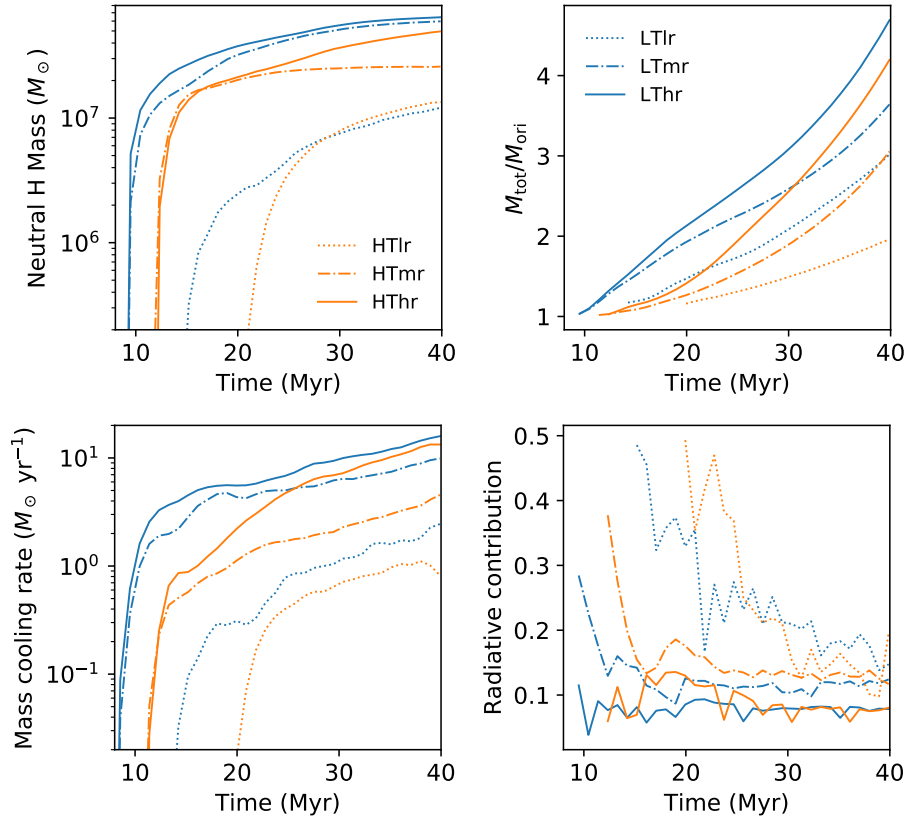 Neutral H Mass (M⊙)
10⁷
10⁶
HTlr
HTmr
HThr
10 20 30 40
Time (Myr)
Mtot/Mori
4
3
2
1
LTlr
LTmr
LThr
10 20 30 40
Time (Myr)
Mass cooling rate (M⊙ yr⁻¹)
10¹
10⁰
10⁻¹
10 20 30 40
Time (Myr)
Radiative contribution
0.5
0.4
0.3
0.2
0.1
10 20 30 40
Time (Myr)